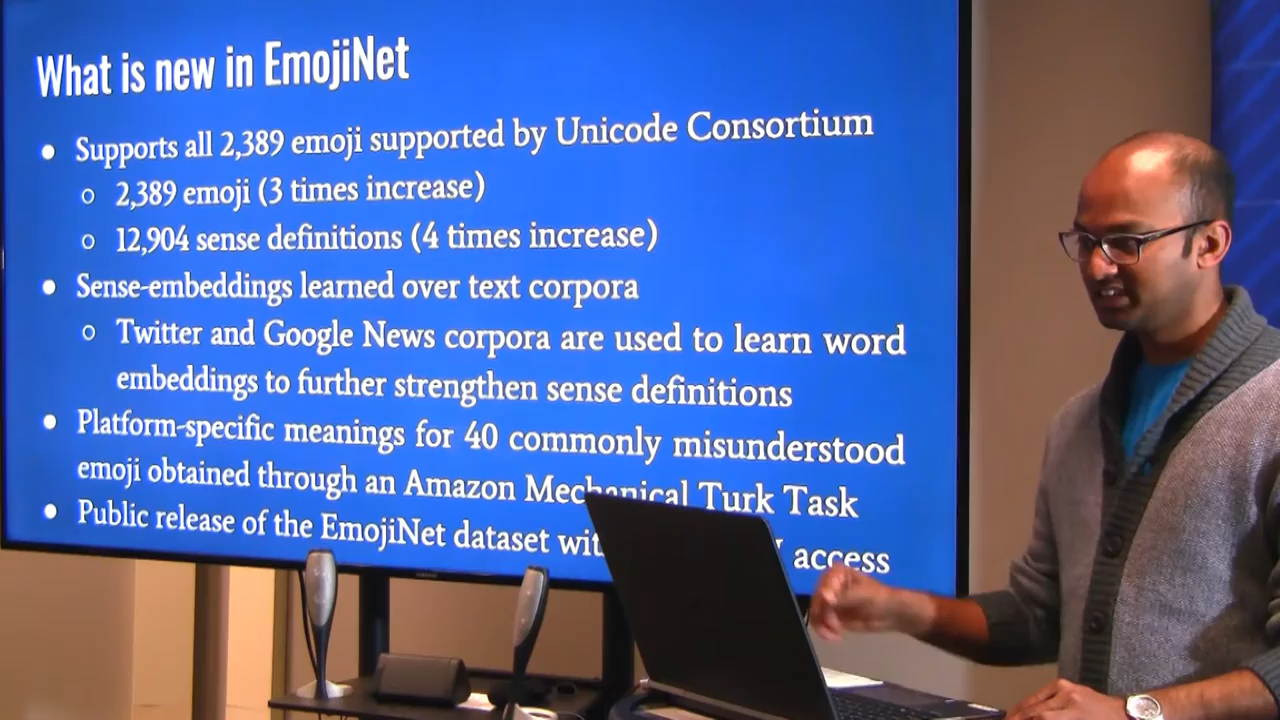 What is new in EmojiNet
● Supports all 2,389 emoji supported by Unicode Consortium
○ 2,389 emoji (3 times increase)
○ 12,904 sense definitions (4 times increase)
● Sense-embeddings learned over text corpora
○ Twitter and Google News corpora are used to learn word
embeddings to further strengthen sense definitions
● Platform-specific meanings for 40 commonly misunderstood
emoji obtained through an Amazon Mechanical Turk Task
● Public release of the EmojiNet dataset access